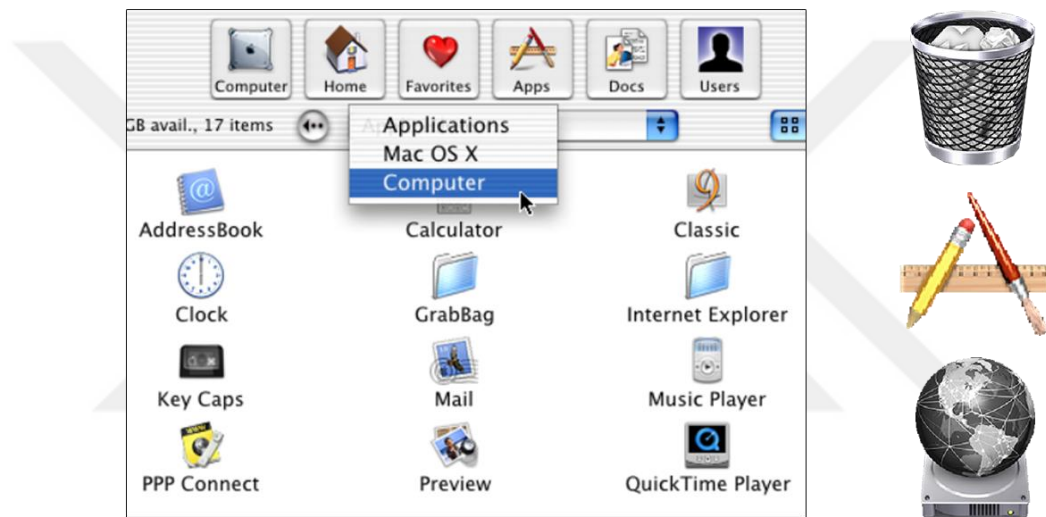 Computer Home Favorites Apps Docs Users
GB avail., 17 items
Applications
Mac OS X
Computer
AddressBook Calculator Classic
Clock GrabBag Internet Explorer
Key Caps Mail Music Player
PPP Connect Preview QuickTime Player